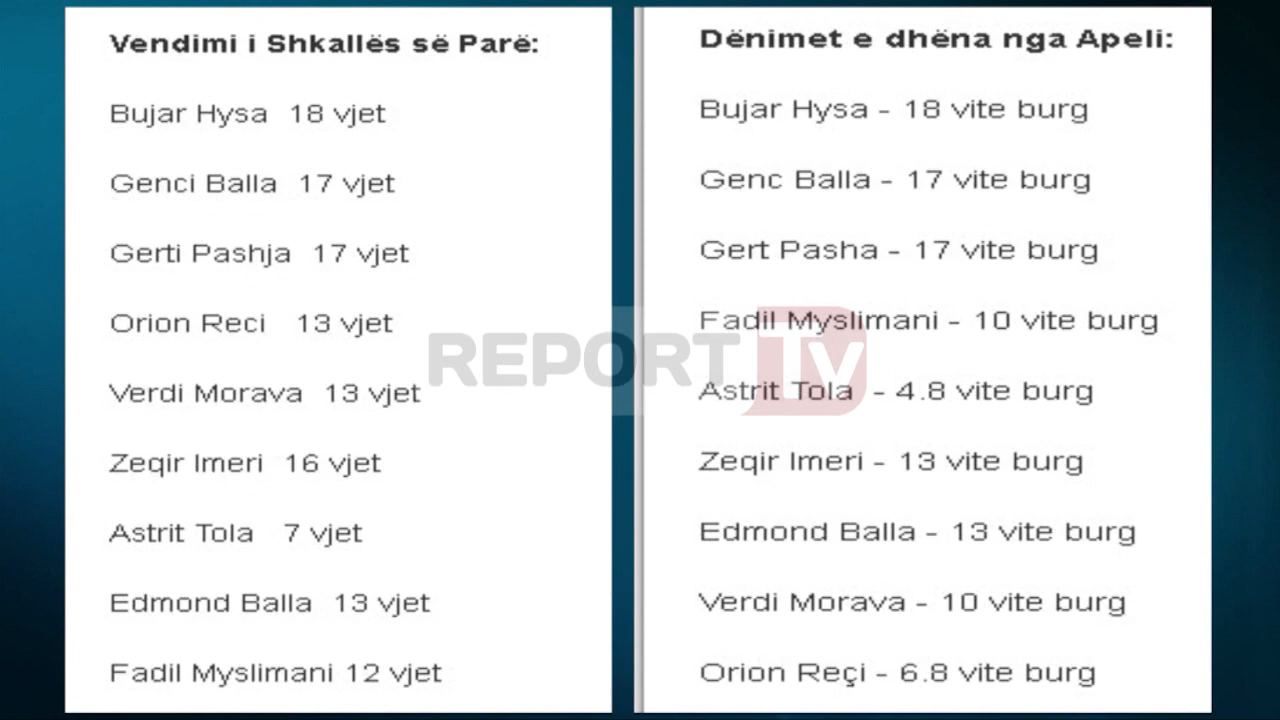 Vendimi i Shkallës së Parë:
Bujar Hysa 18 vjet
Genci Balla 17 vjet
Gerti Pashja 17 vjet
Orion Reci 13 vjet
Verdi Morava 13 vjet
Zeqir Imeri 16 vjet
Astrit Tola 7 vjet
Edmond Balla 13 vjet
Fadil Myslimani 12 vjet
Dënimet e dhëna nga Apeli:
Bujar Hysa - 18 vite burg
Genc Balla - 17 vite burg
Gert Pasha - 17 vite burg
Fadil Myslimani - 10 vite burg
Astrit Tola - 4.8 vite burg
Zeqir Imeri - 13 vite burg
Edmond Balla - 13 vite burg
Verdi Morava - 10 vite burg
Orion Reçi - 6.8 vite burg
REPORT Tv